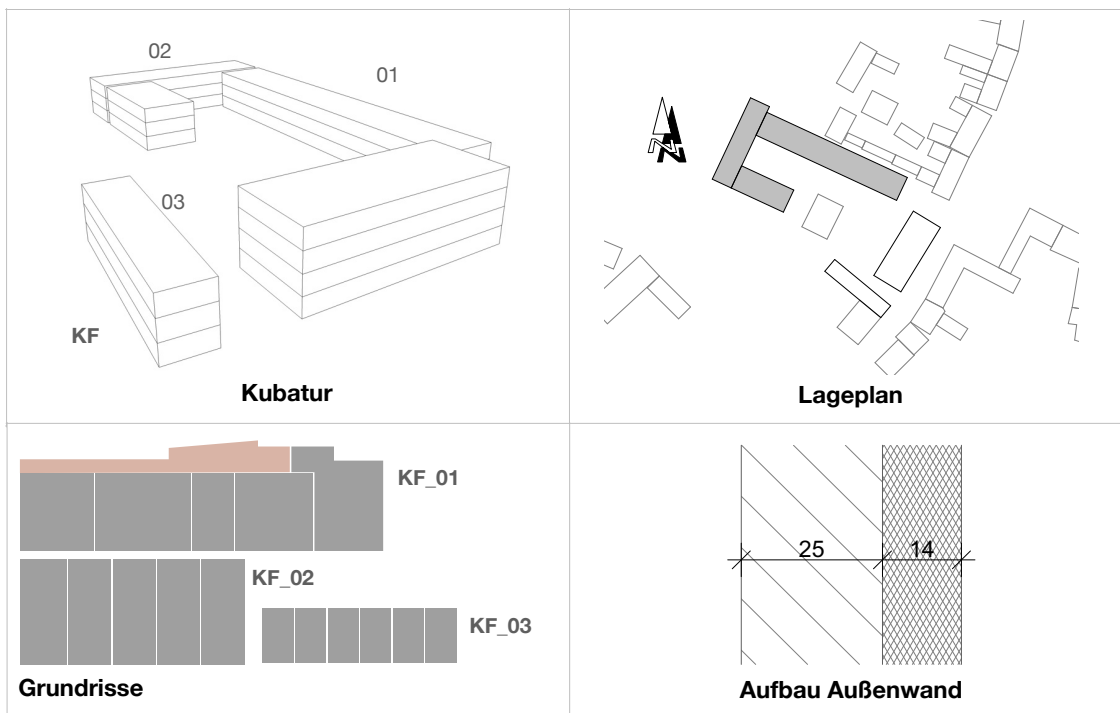 02
01
03
KF
Kubatur
N
Lageplan
KF_01
KF_02
KF_03
Grundrisse
25
14
Aufbau Außenwand